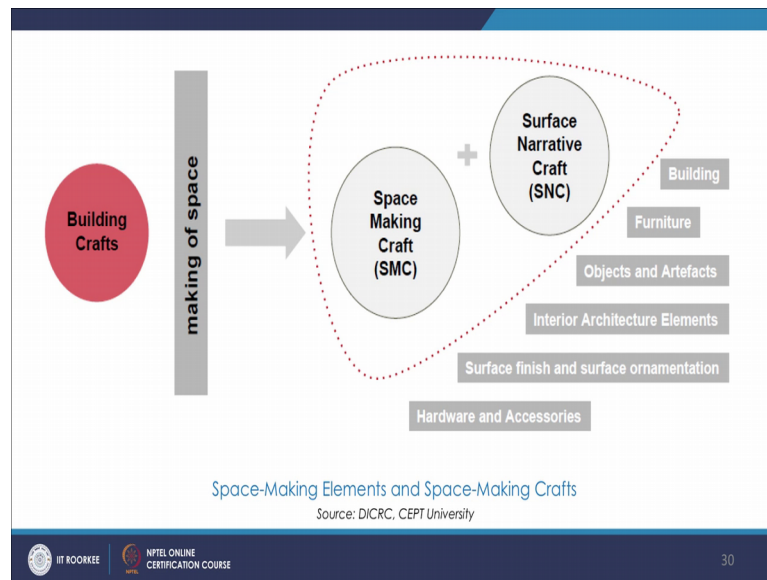 Building
Crafts
making of space
Space
Making
Craft
(SMC)
Surface
Narrative
Craft
(SNC)
Building
Furniture
Objects and Artefacts
Interior Architecture Elements
Surface finish and surface ornamentation
Hardware and Accessories
Space-Making Elements and Space-Making Crafts
Source: DICRC, CEPT University
IIT ROORKEE
NPTEL ONLINE
CERTIFICATION COURSE
30